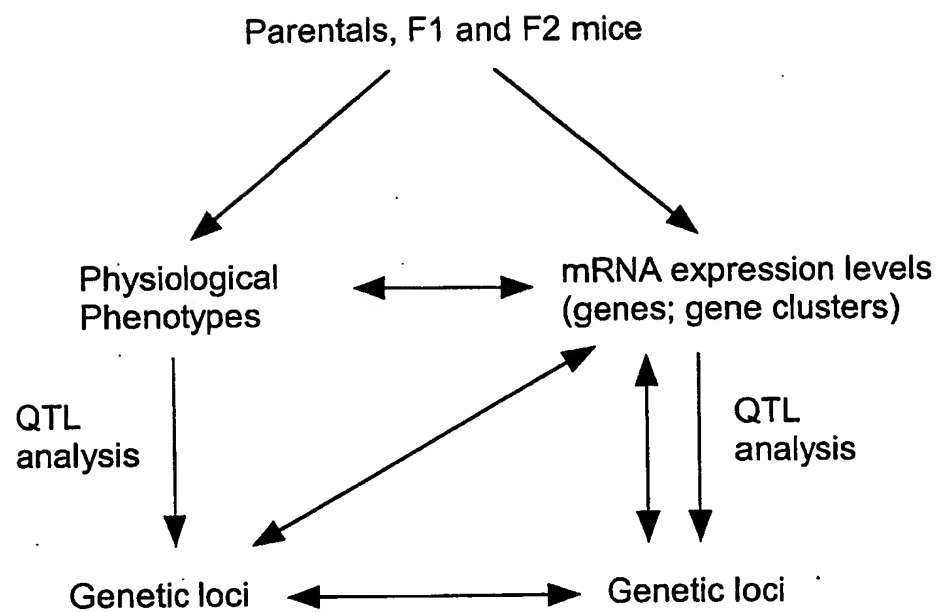 Parentals, F1 and F2 mice
Physiological
Phenotypes
mRNA expression levels
(genes; gene clusters)
QTL
analysis
QTL
analysis
Genetic loci
Genetic loci